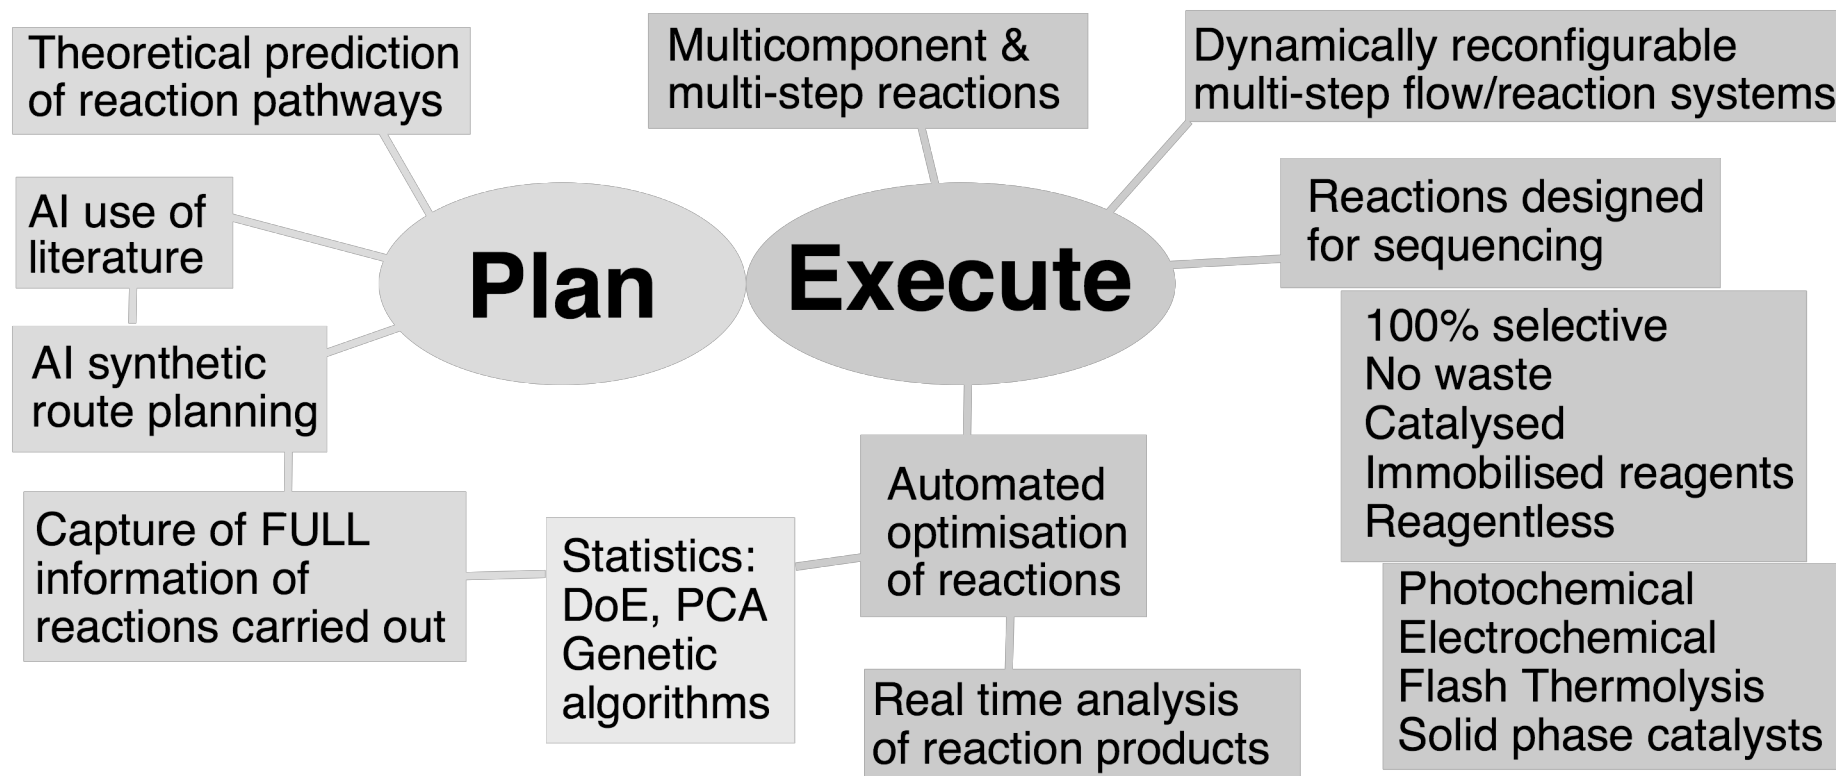 Theoretical prediction
of reaction pathways
AI use of
literature
AI synthetic
route planning
Capture of FULL
information of
reactions carried out
Plan
Statistics:
DoE, PCA
Genetic
algorithms
Multicomponent &
multi-step reactions
Execute
Automated
optimisation
of reactions
Real time analysis
of reaction products
Dynamically reconfigurable
multi-step flow/reaction systems
Reactions designed
for sequencing
100% selective
No waste
Catalysed
Immobilised reagents
Reagentless
Photochemical
Electrochemical
Flash Thermolysis
Solid phase catalysts